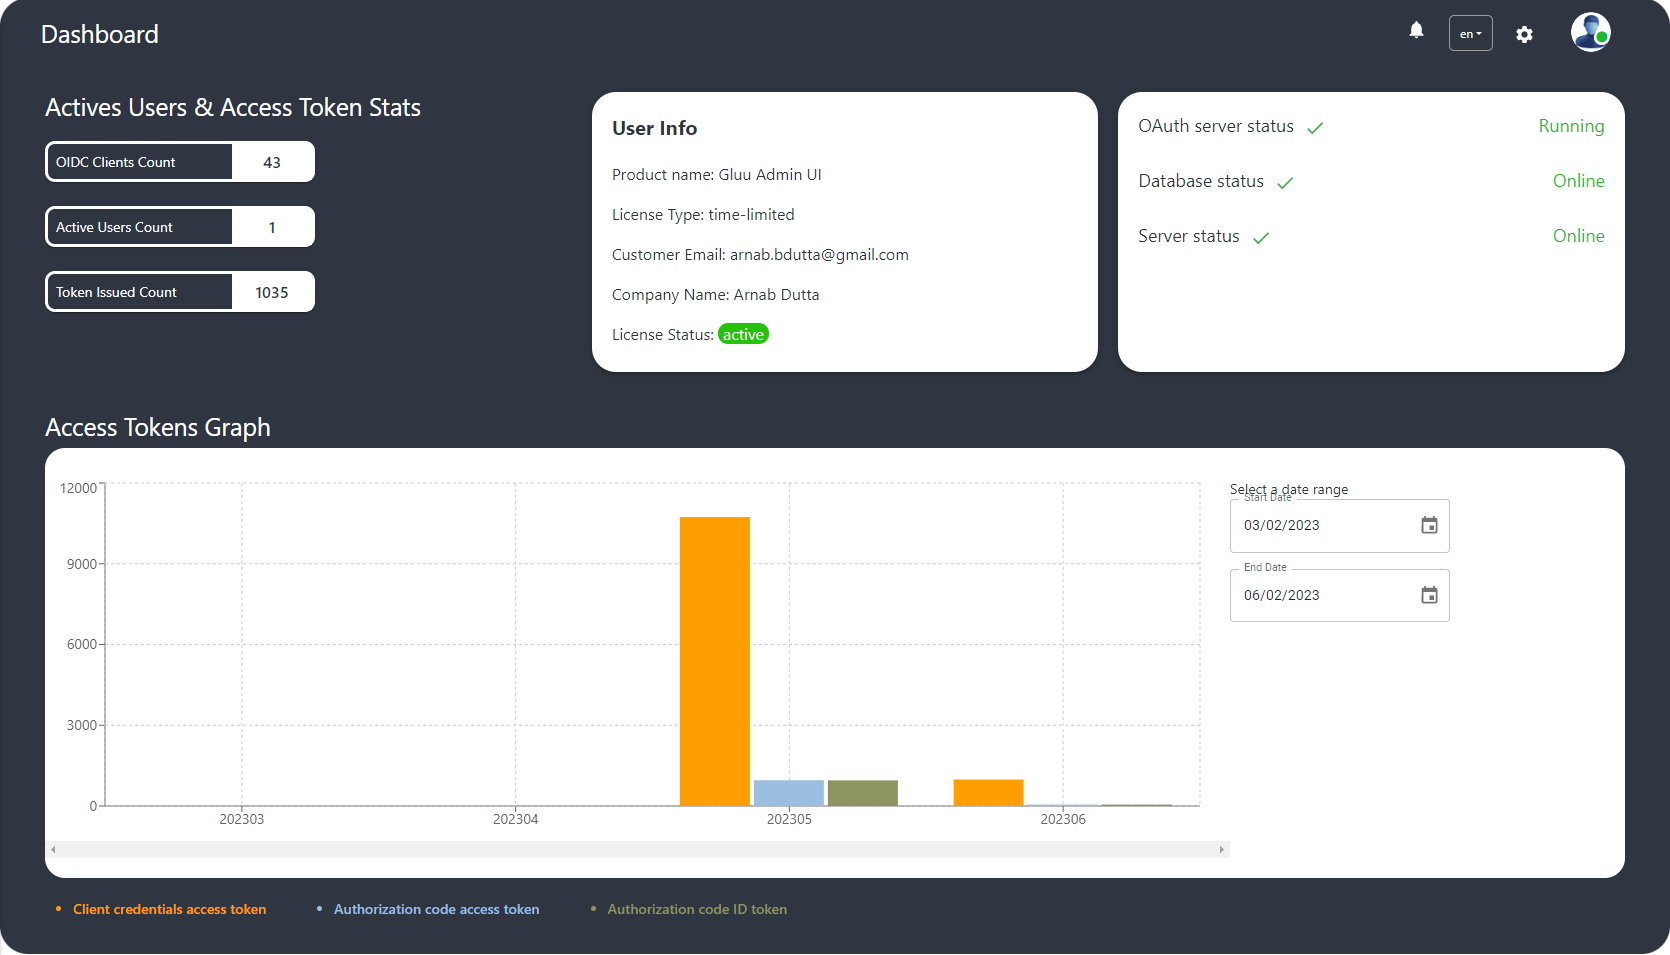 Dashboard
en
Actives Users & Access Token Stats
OIDC Clients Count 43
Active Users Count 1
Token Issued Count 1035
User Info
Product name: Gluu Admin UI
License Type: time-limited
Customer Email: arnab.bdutta@gmail.com
Company Name: Arnab Dutta
License Status: active
OAuth server status Running
Database status Online
Server status Online
Access Tokens Graph
12000
9000
6000
3000
0
202303 202304 202305 202306
Select a date range
Start Date
03/02/2023
End Date
06/02/2023
Client credentials access token Authorization code access token Authorization code ID token